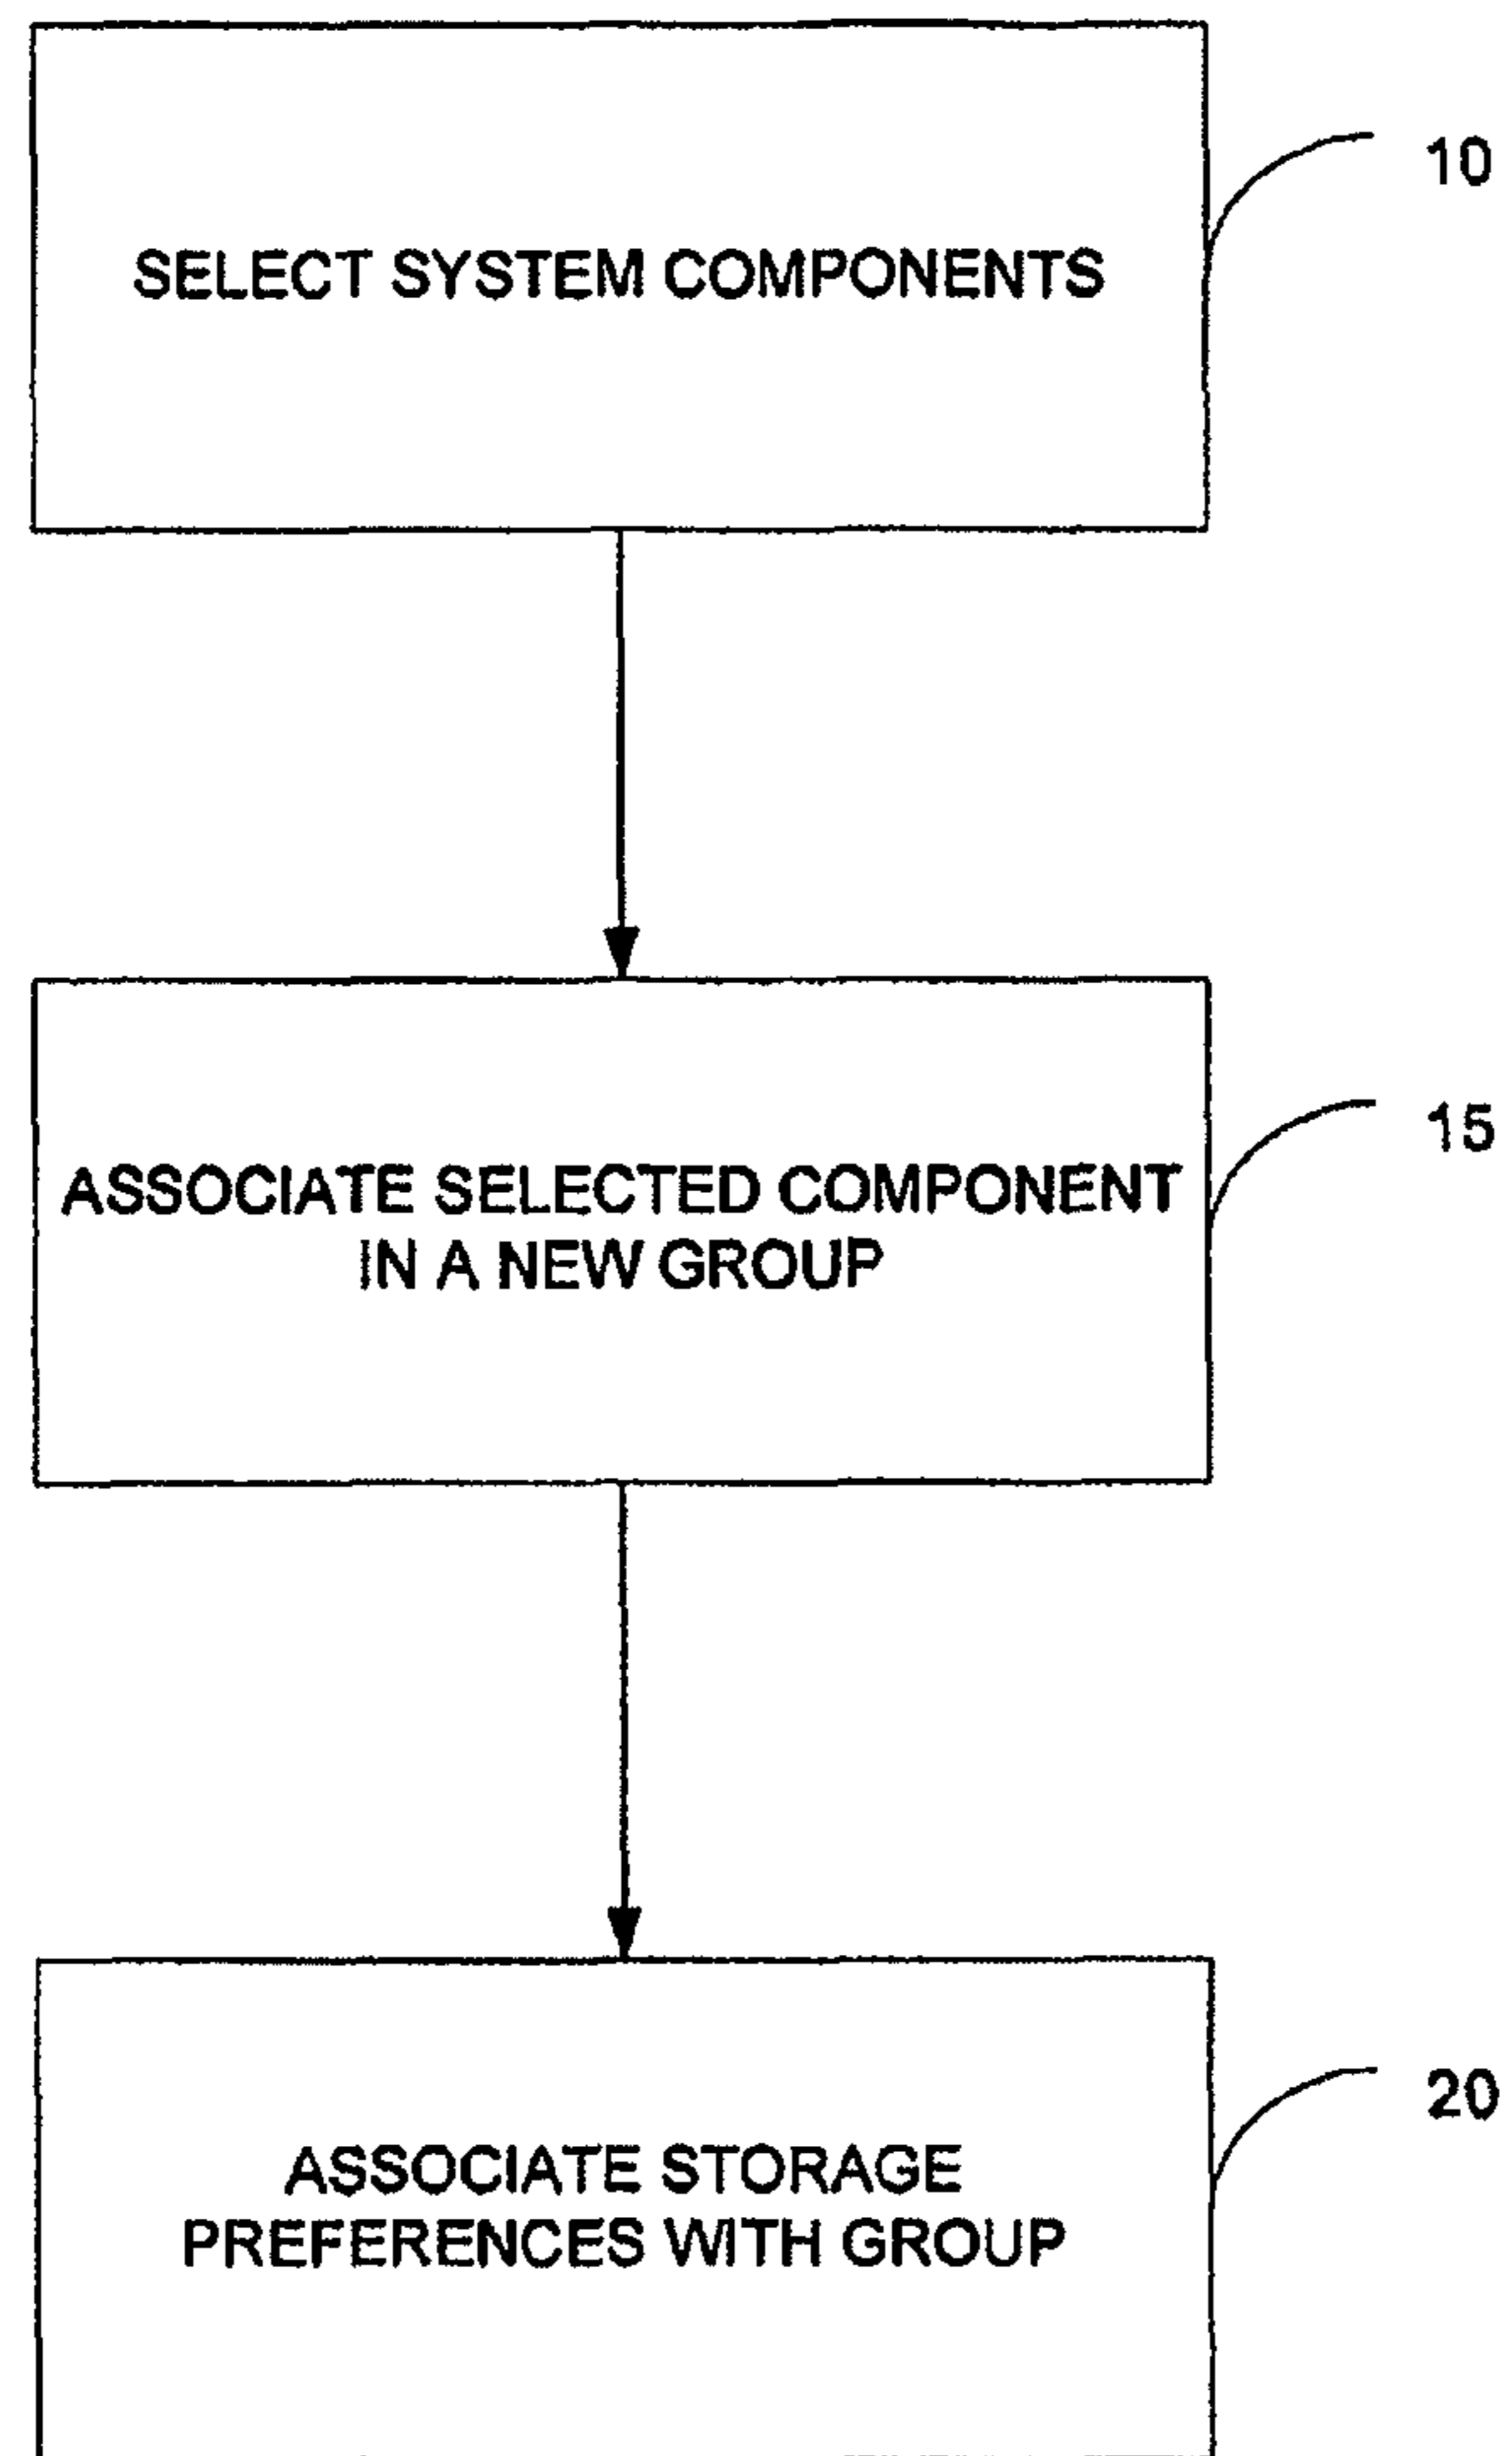 SELECT SYSTEM COMPONENTS
10
ASSOCIATE SELECTED COMPONENT
IN A NEW GROUP
15
ASSOCIATE STORAGE
PREFERENCES WITH GROUP
20